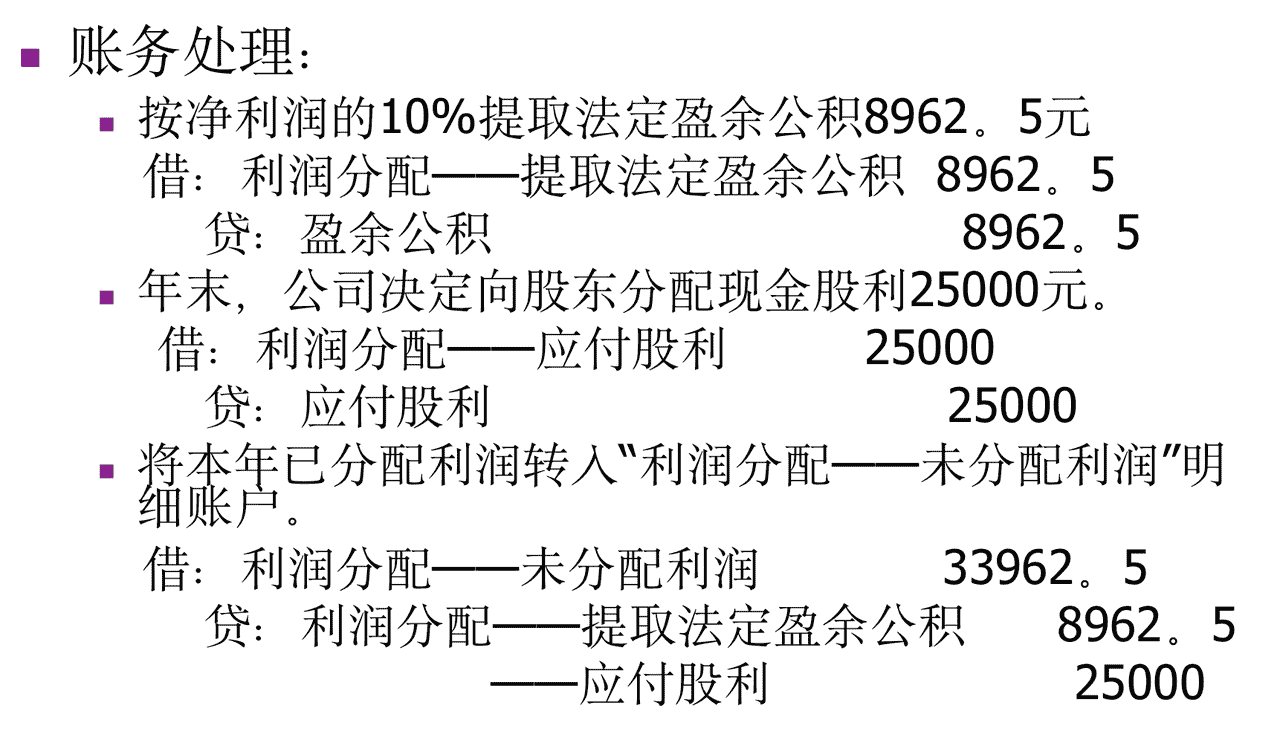 账务处理：
按净利润的10%提取法定盈余公积8962。5元
借：利润分配——提取法定盈余公积 8962。5
贷：盈余公积 8962。5
年末，公司决定向股东分配现金股利25000元。
借：利润分配——应付股利 25000
贷：应付股利 25000
将本年已分配利润转入“利润分配——未分配利润”明
细账户。
借：利润分配——未分配利润 33962。5
贷：利润分配——提取法定盈余公积 8962。5
——应付股利 25000